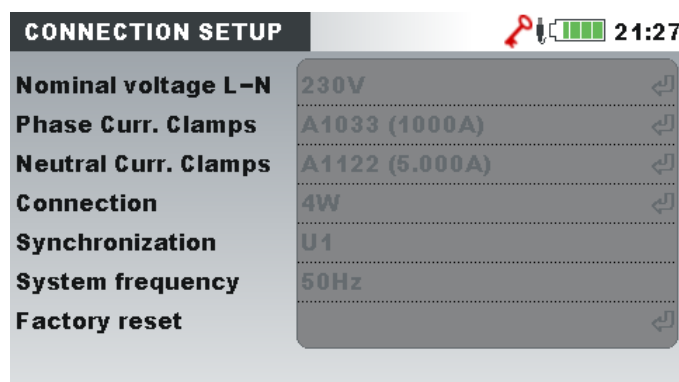 CONNECTION SETUP 21:27
Nominal voltage L-N 230V
Phase Curr. Clamps A1033 (1000A)
Neutral Curr. Clamps A1122 (5.000A)
Connection 4W
Synchronization U1
System frequency 50Hz
Factory reset